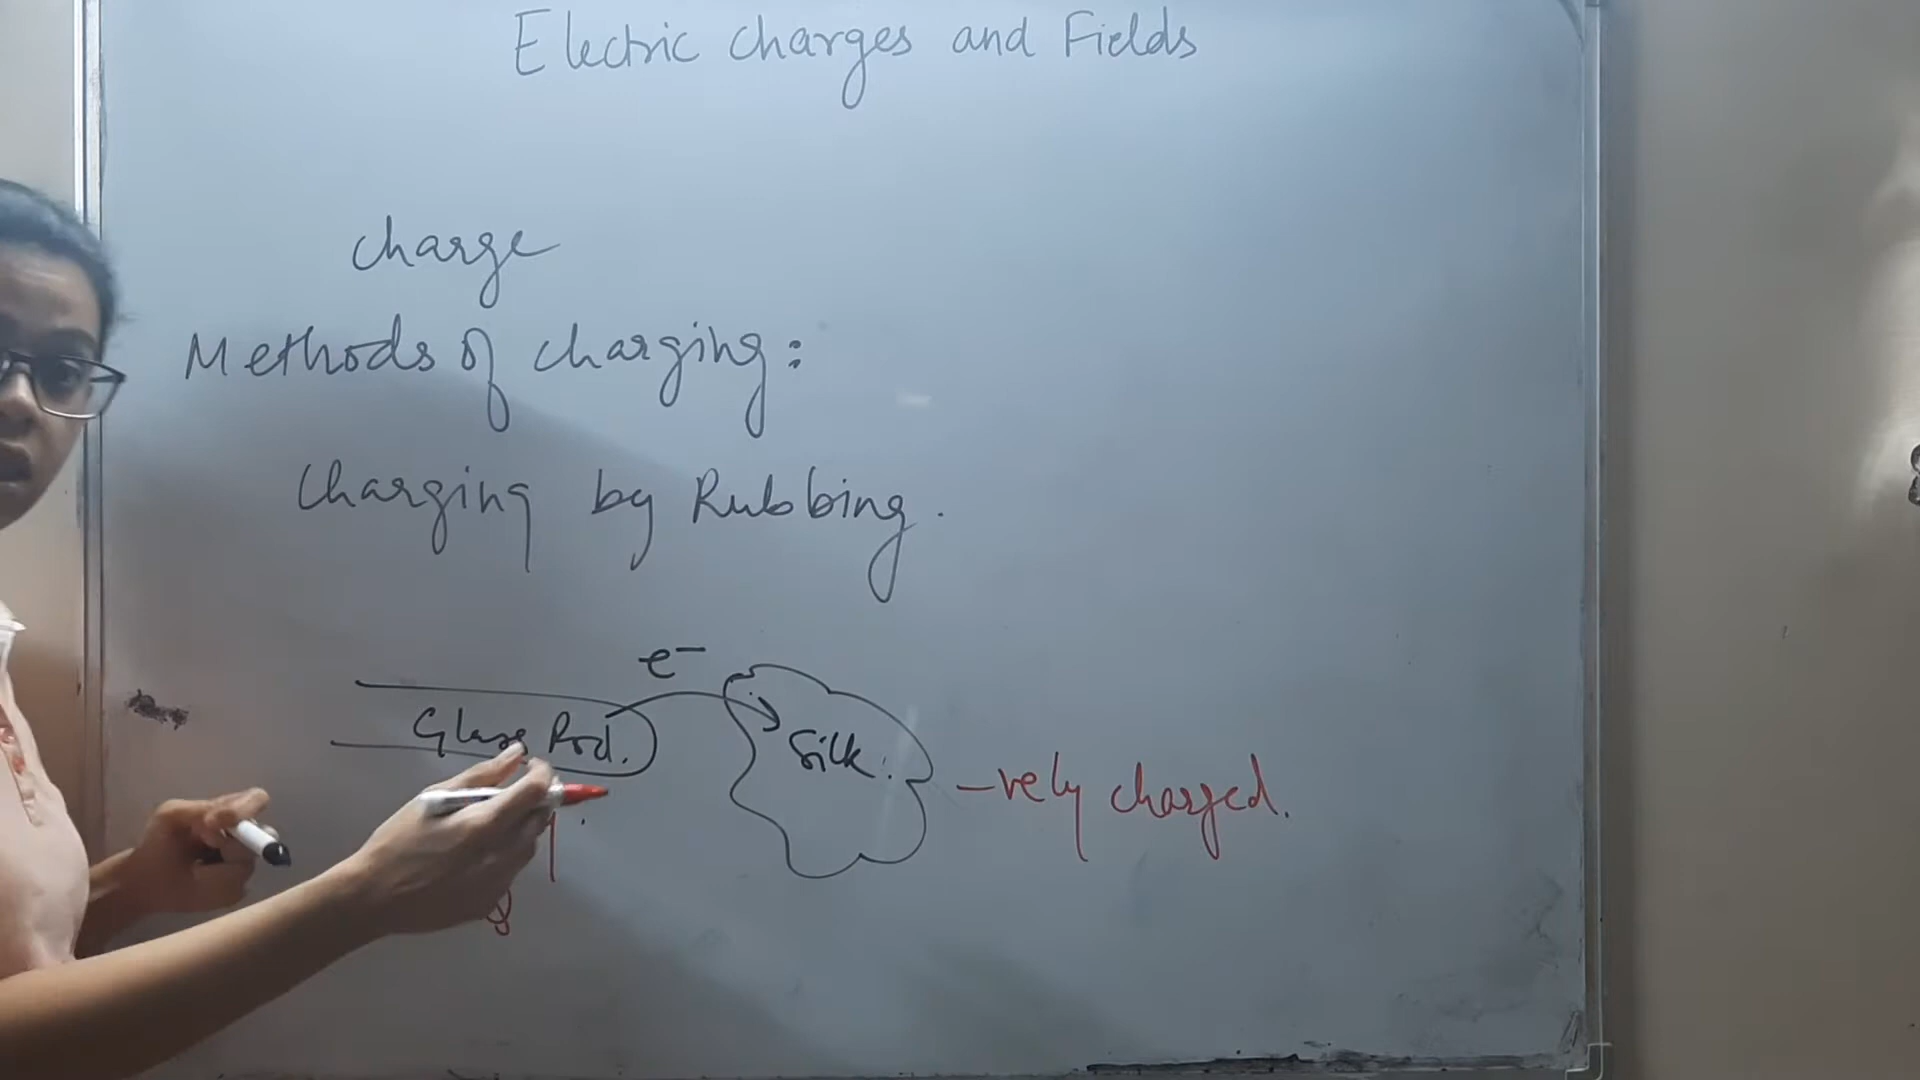 Electric charges and Fields
charge
Methods of charging:
Charging by Rubbing.
e⁻
Glass Rod.
Silk.
-vely charged.